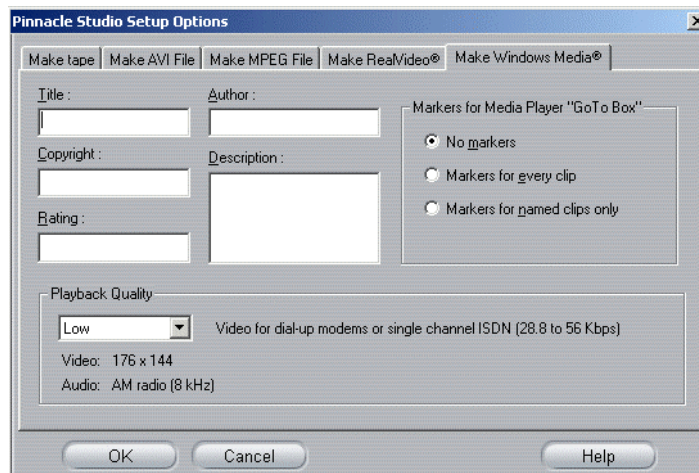 Pinnacle Studio Setup Options
Make tape
Make AVI File
Make MPEG File
Make RealVideo®
Make Windows Media®
Title :
Author :
Copyright :
Description :
Rating :
Markers for Media Player "GoTo Box"
No markers
Markers for every clip
Markers for named clips only
Playback Quality
Low
Video for dial-up modems or single channel ISDN (28.8 to 56 Kbps)
Video: 176 x 144
Audio: AM radio (8 kHz)
OK
Cancel
Help